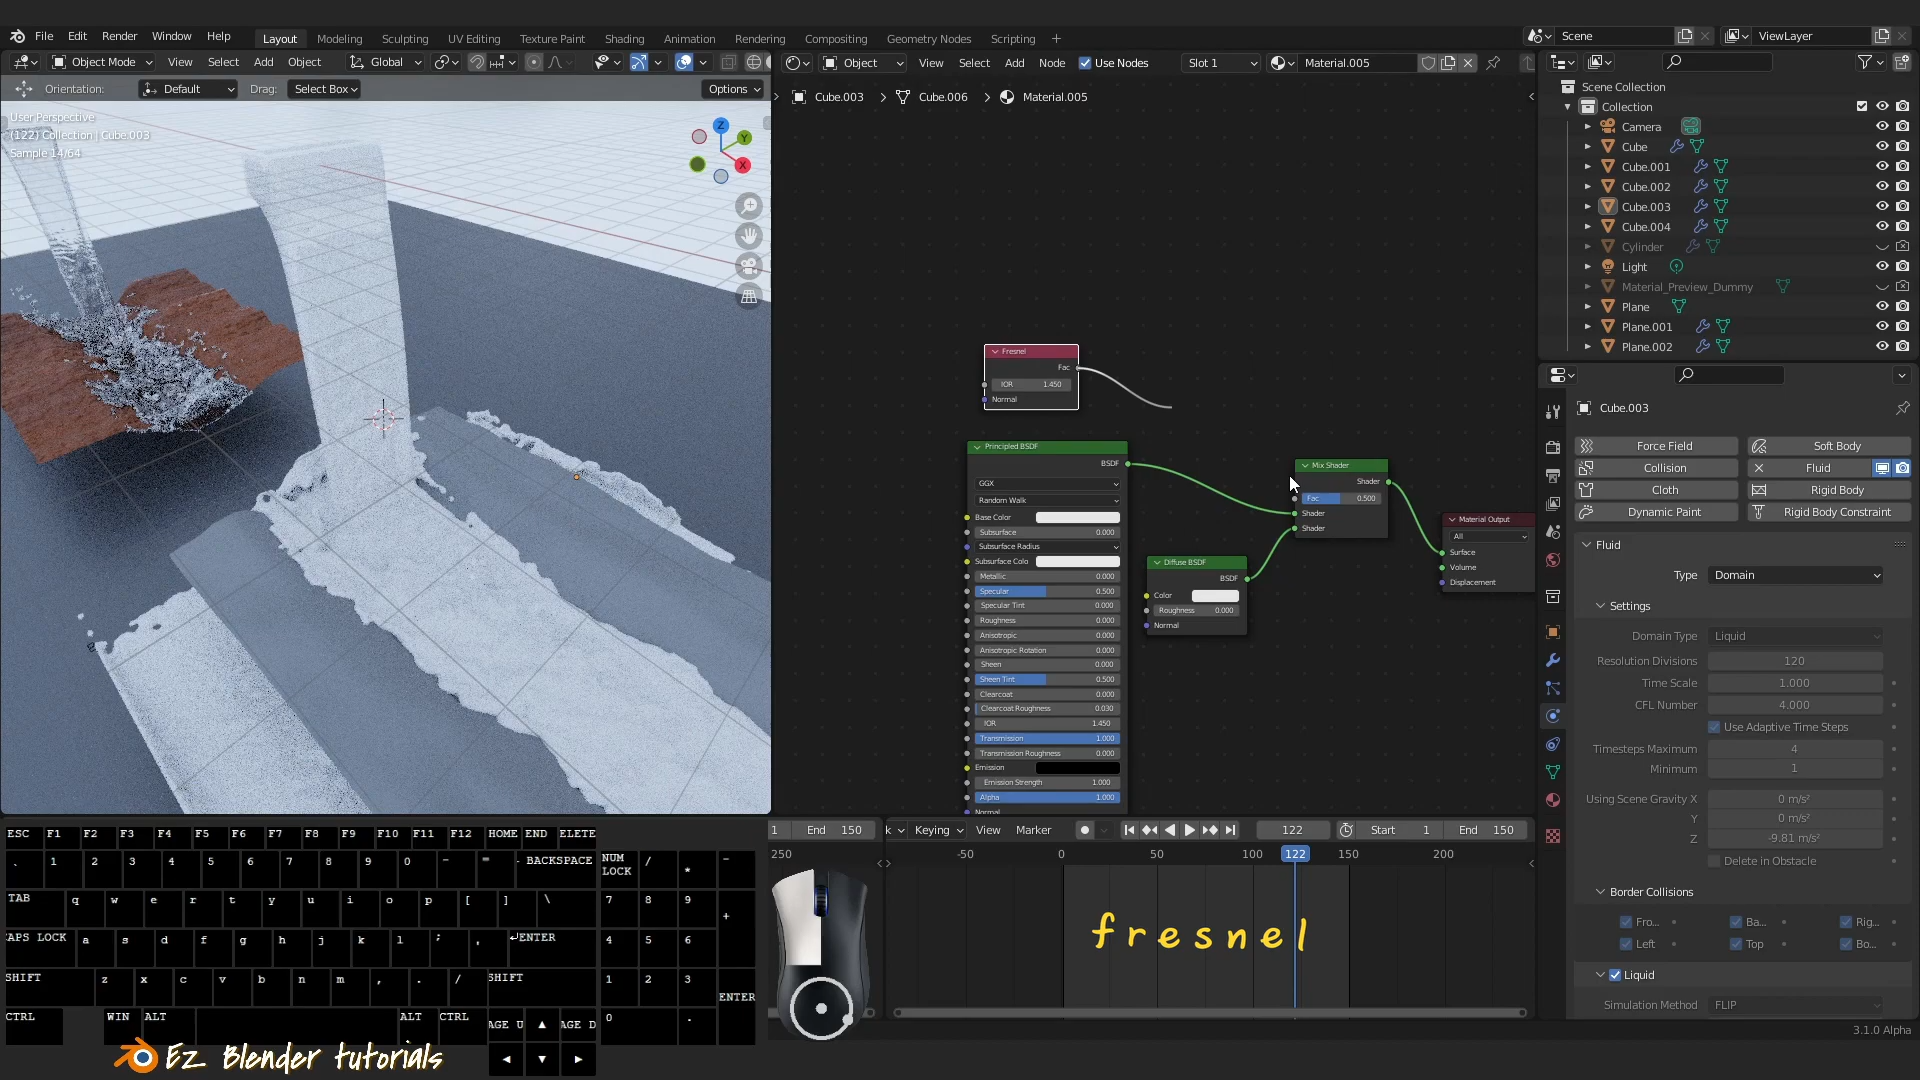 File Edit Render Window Help Layout Modeling Sculpting UV Editing Texture Paint Shading Animation Rendering Compositing Geometry Nodes Scripting + Scene ViewLayer
Object Mode View Select Add Object Global
Object View Select Add Node Use Nodes Slot 1 Material.005
Orientation: Default Drag: Select Box Options
Cube.003 > Cube.006 > Material.005
User Perspective
(122) Collection | Cube.003
Sample 14/64
Z
Y
X
Fresnel
Fac
IOR 1.450
Normal
Principled BSDF
BSDF
GGX
Random Walk
Base Color
Subsurface 0.000
Subsurface Radius
Subsurface Colo
Metallic 0.000
Specular 0.500
Specular Tint 0.000
Roughness 0.000
Anisotropic 0.000
Anisotropic Rotation 0.000
Sheen 0.000
Sheen Tint 0.500
Clearcoat 0.000
Clearcoat Roughness 0.030
IOR 1.450
Transmission 1.000
Transmission Roughness 0.000
Emission
Emission Strength 1.000
Alpha 1.000
Normal
Diffuse BSDF
BSDF
Color
Roughness 0.000
Normal
Mix Shader
Shader
Fac 0.500
Shader
Shader
Material Output
All
Surface
Volume
Displacement
Scene Collection
Collection
Camera
Cube
Cube.001
Cube.002
Cube.003
Cube.004
Cylinder
Light
Material_Preview_Dummy
Plane
Plane.001
Plane.002
Cube.003
Force Field Soft Body
Collision Fluid
Cloth Rigid Body
Dynamic Paint Rigid Body Constraint
Fluid
Type Domain
Settings
Domain Type Liquid
Resolution Divisions 120
Time Scale 1.000
CFL Number 4.000
Use Adaptive Time Steps
Timesteps Maximum 4
Minimum 1
Using Scene Gravity X 0 m/s²
Y 0 m/s²
Z -9.81 m/s²
Delete in Obstacle
Border Collisions
Fro... Ba... Rig...
Left Top Bo...
Liquid
Simulation Method FLIP
3.1.0 Alpha
1 End 150 k Keying View Marker 122 Start 1 End 150
250 -50 0 50 100 122 150 200
fresnel
ESC F1 F2 F3 F4 F5 F6 F7 F8 F9 F10 F11 F12 HOME END ELETE
` 1 2 3 4 5 6 7 8 9 0 - = BACKSPACE NUM LOCK / * -
TAB q w e r t y u i o p [ ] \ 7 8 9 +
APS LOCK a s d f g h j k l ; , ENTER 4 5 6
SHIFT z x c v b n m , . / SHIFT 1 2 3 ENTER
CTRL WIN ALT ALT CTRL AGE U ▲ AGE D 0 .
◄ ▼ ►
Ez Blender tutorials